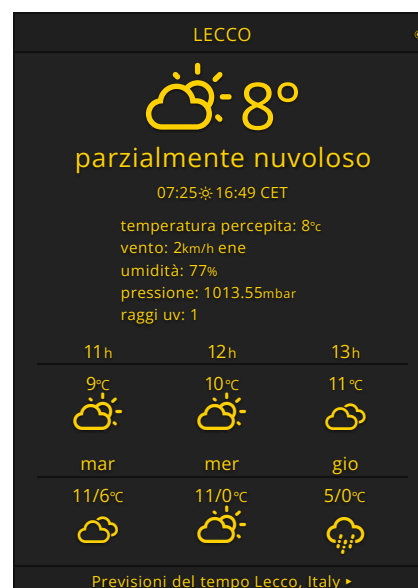 LECCO
8°
parzialmente nuvoloso
07:25 16:49 CET
temperatura percepita: 8°c
vento: 2km/h ene
umidità: 77%
pressione: 1013.55mbar
raggi uv: 1
11h 12h 13h
9°C 10°C 11°C
mar mer gio
11/6°C 11/0°C 5/0°C
Previsioni del tempo Lecco, Italy ▸